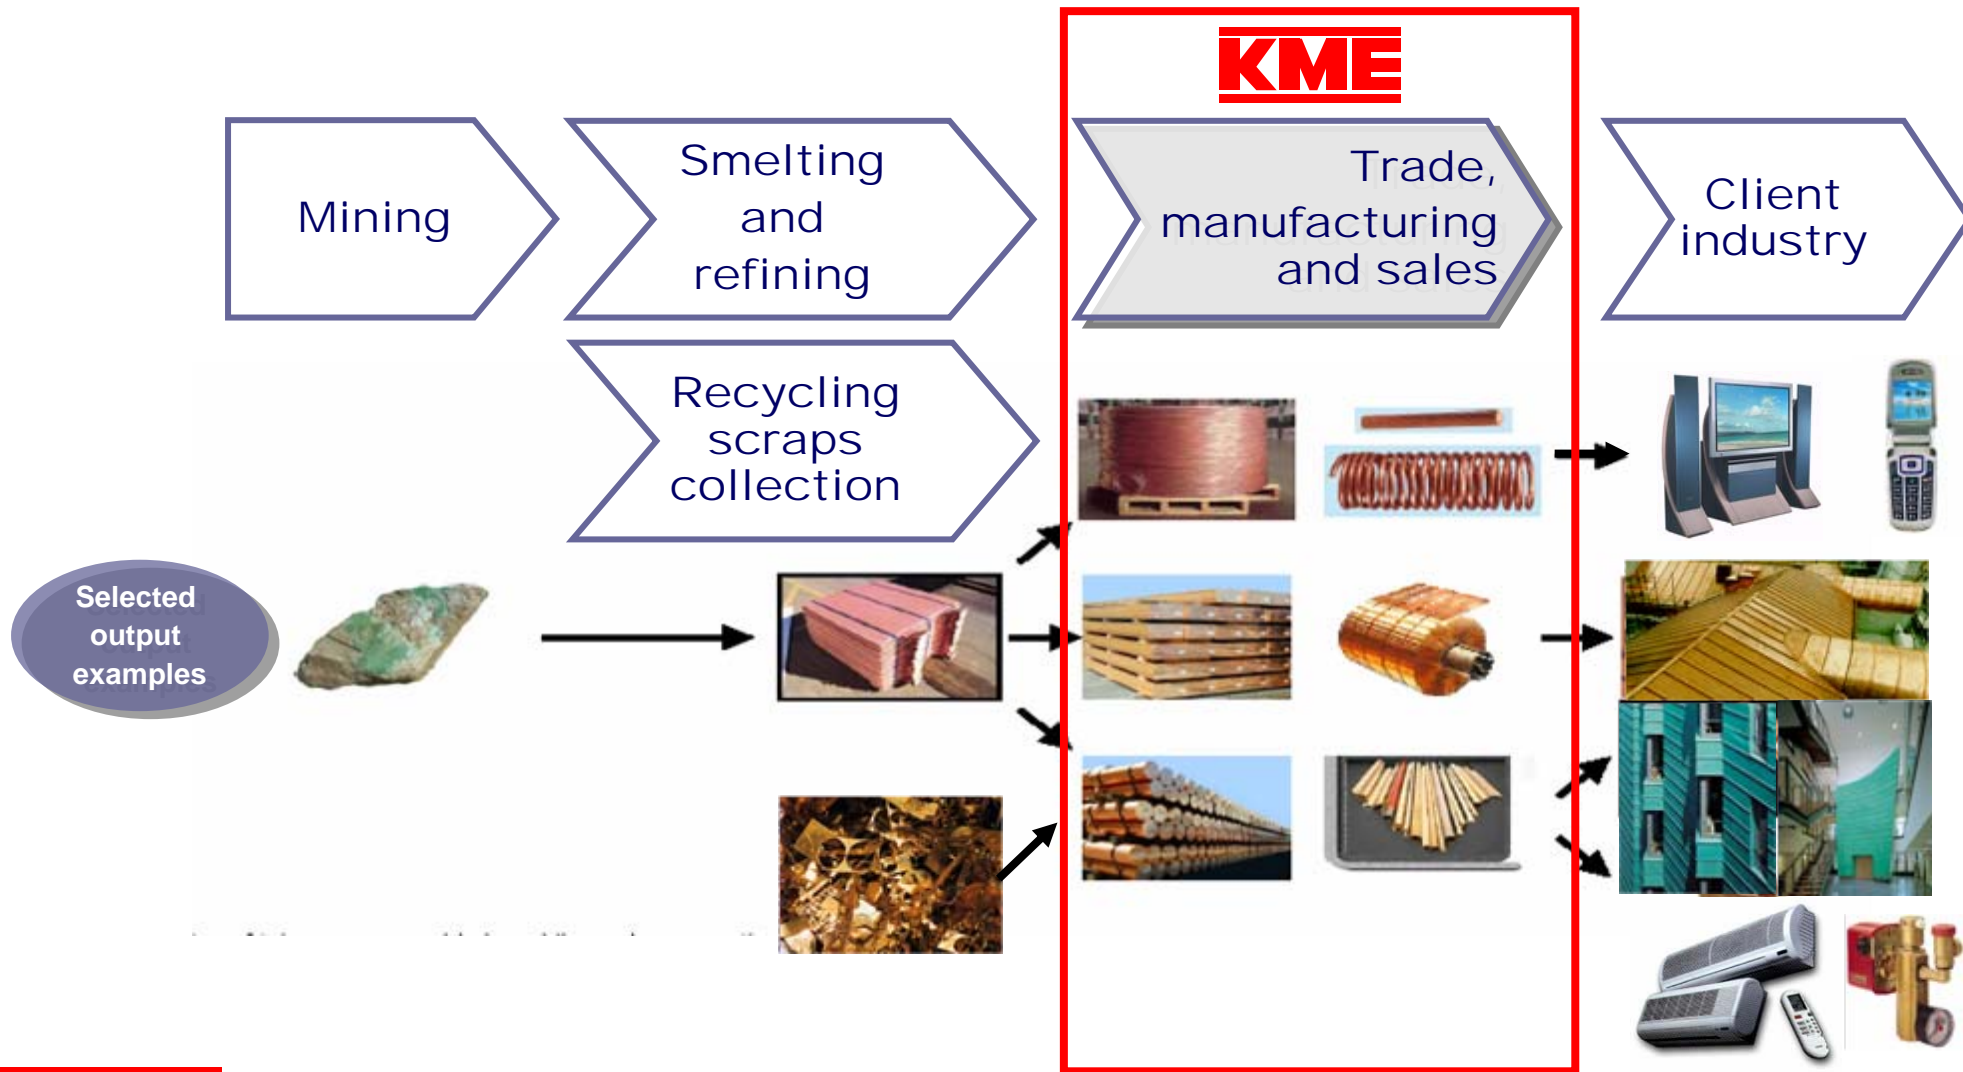 KME
Mining
Smelting
and
refining
Trade,
manufacturing
and sales
Client
industry
Recycling
scraps
collection
Selected
output
examples